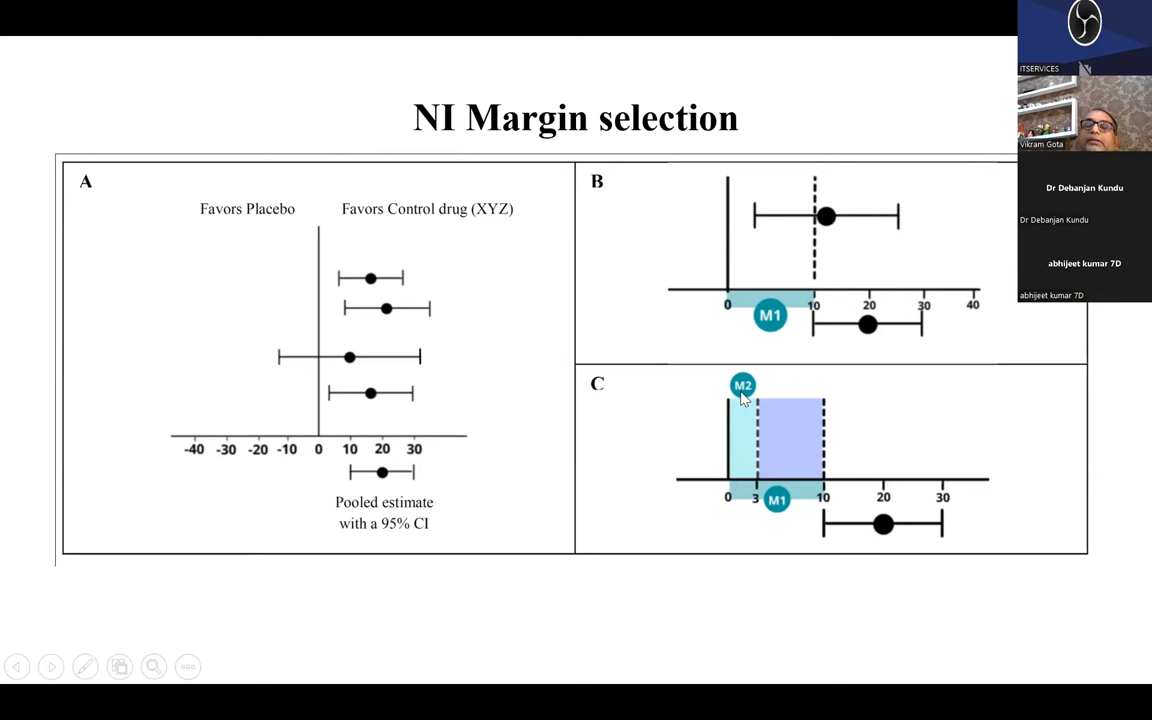 NI Margin selection
A
Favors Placebo
Favors Control drug (XYZ)
-40 -30 -20 -10 0 10 20 30
Pooled estimate
with a 95% CI
B
0 10 20 30 40
M1
C
M2
0 3 10 20 30
M1
ITSERVICES
Vikram Gota
Dr Debanjan Kundu
Dr Debanjan Kundu
abhijeet kumar 7D
abhijeet kumar 7D